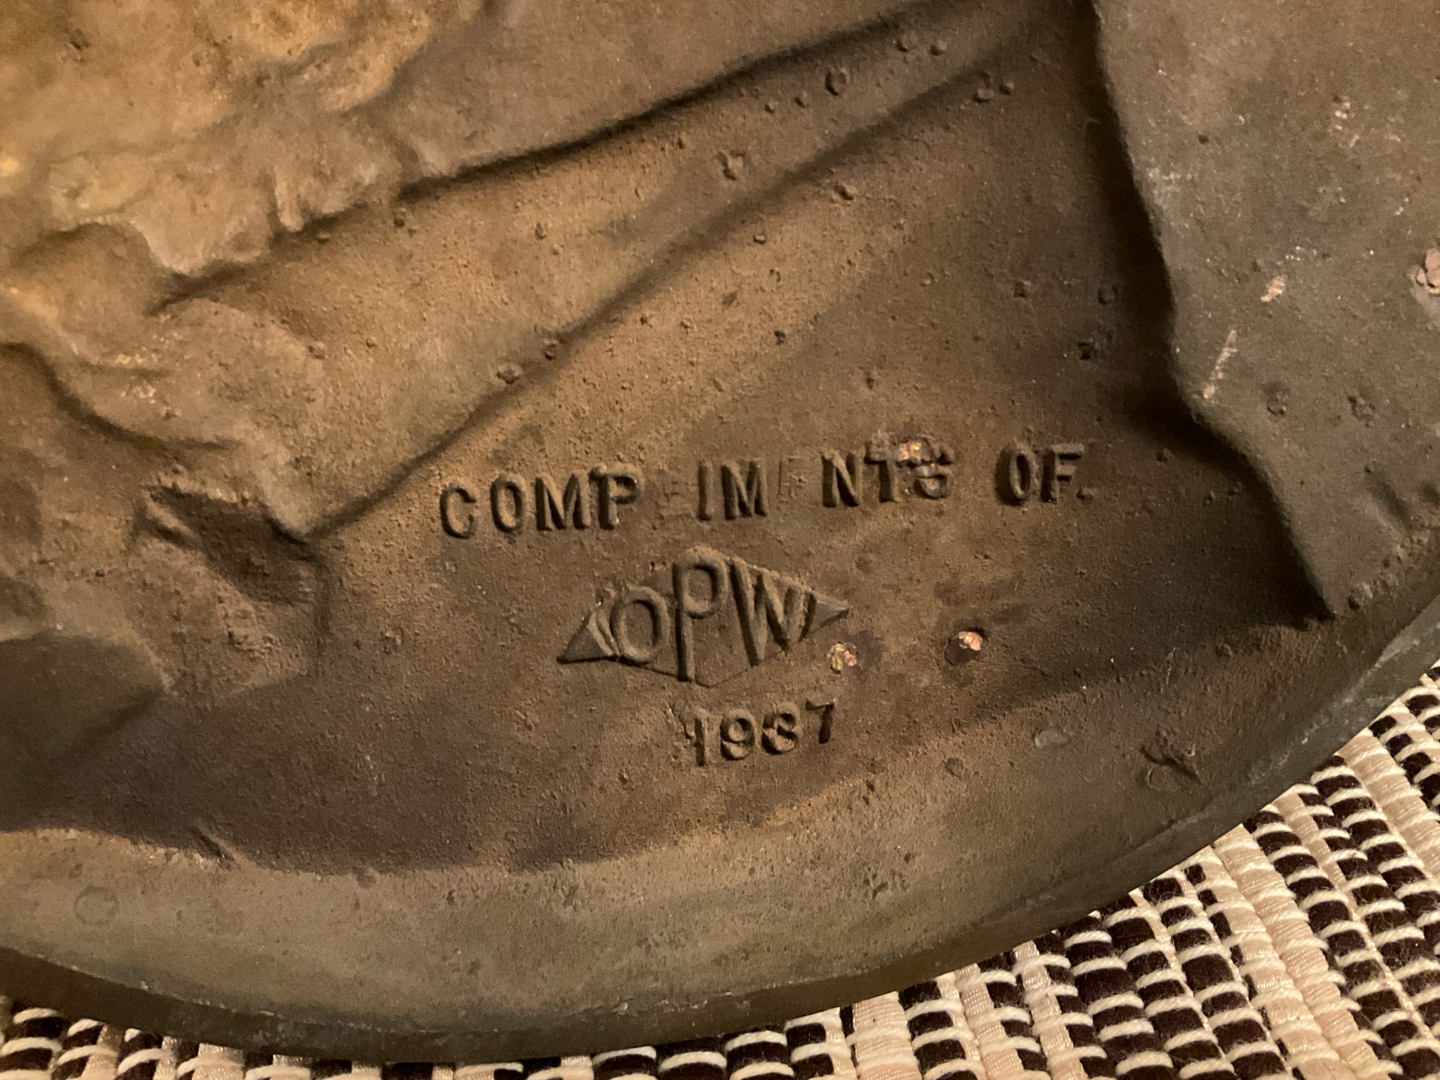 COMPLIMENTS OF.
OPW
1937